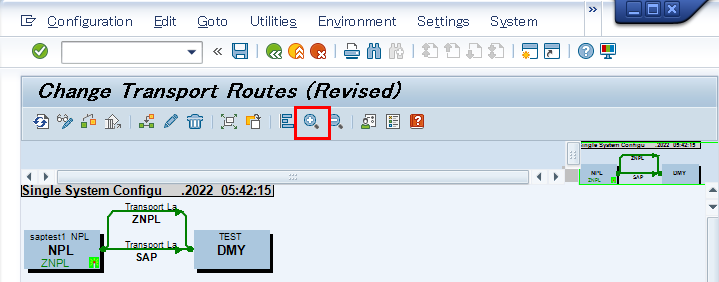 Configuration Edit Goto Utilities Environment Settings System
Change Transport Routes (Revised)
Single System Configu .2022 05:42:15
Transport La
ZNPL
saptest1 NPL
NPL
ZNPL
Transport La
SAP
TEST
DMY
Single System Configu .2022 05:42:15
ZNPL
NPL
ZNPL
SAP
DMY